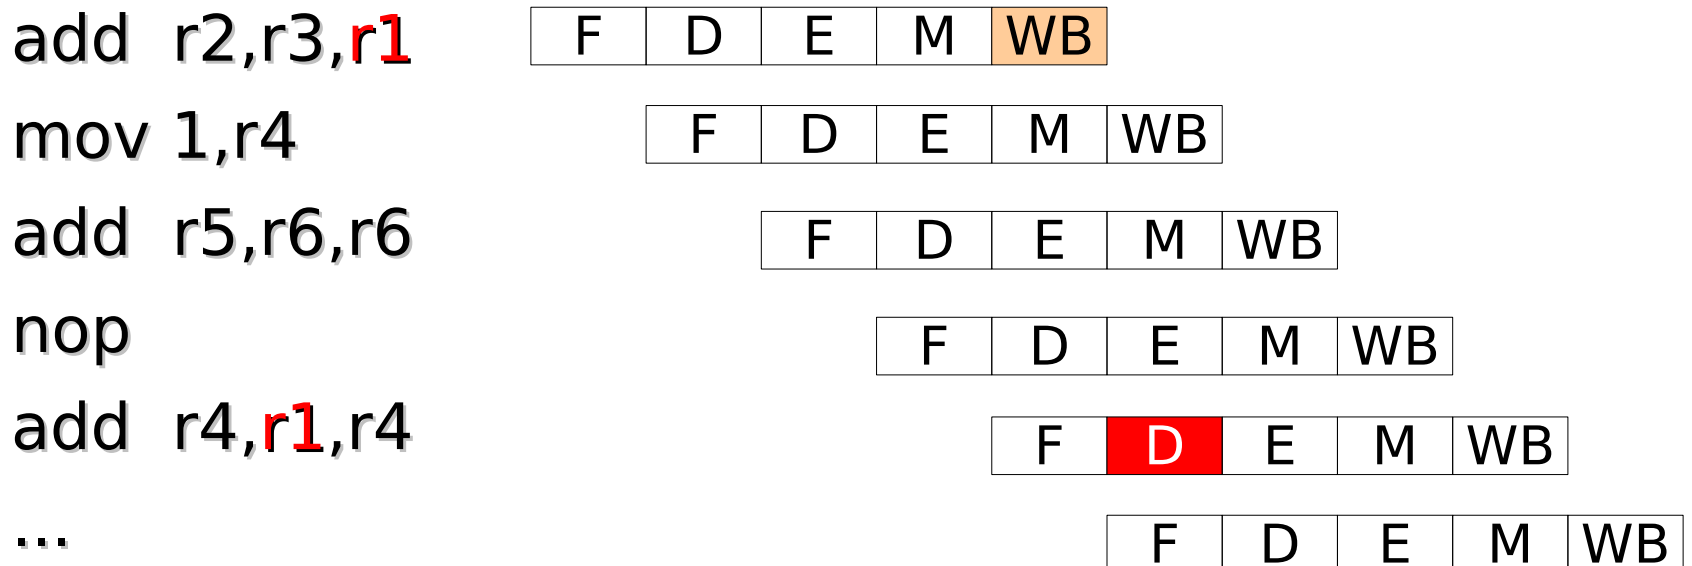 add r2,r3,r1 F D E M WB
mov 1,r4 F D E M WB
add r5,r6,r6 F D E M WB
nop F D E M WB
add r4,r1,r4 F D E M WB
... F D E M WB